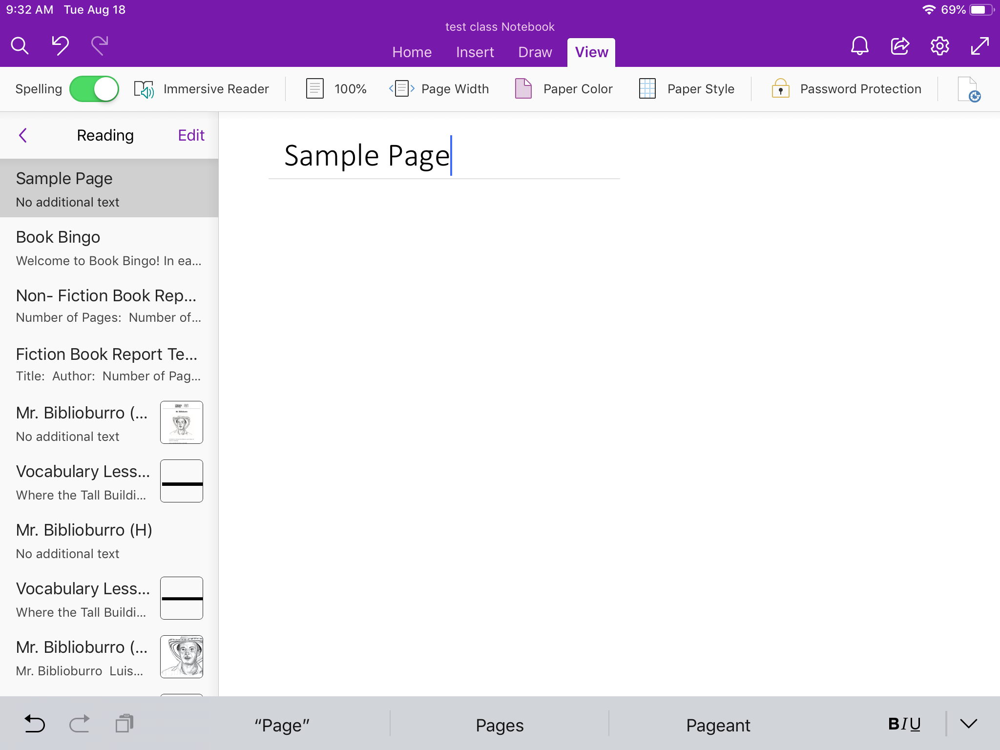 9:32 AM Tue Aug 18
69%
test class Notebook
Home Insert Draw View
Spelling Immersive Reader 100% Page Width Paper Color Paper Style Password Protection
Reading Edit
Sample Page
No additional text
Book Bingo
Welcome to Book Bingo! In ea...
Non- Fiction Book Rep...
Number of Pages: Number of...
Fiction Book Report Te...
Title: Author: Number of Pag...
Mr. Biblioburro (...
No additional text
Vocabulary Less...
Where the Tall Buildi...
Mr. Biblioburro (H)
No additional text
Vocabulary Less...
Where the Tall Buildi...
Mr. Biblioburro (...
Mr. Biblioburro Luis...
Sample Page
“Page” Pages Pageant BIU